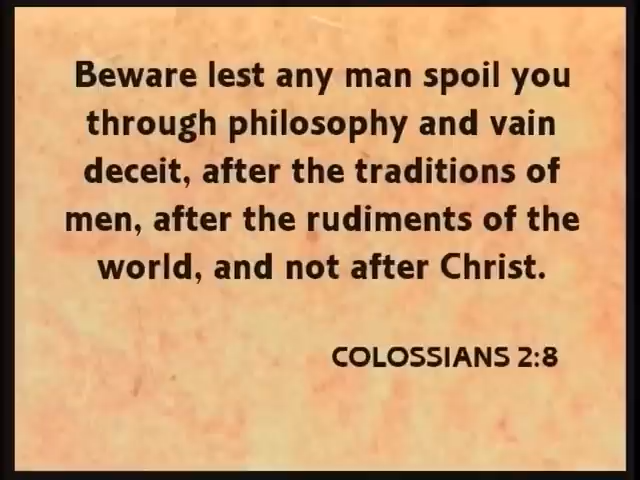 Beware lest any man spoil you
through philosophy and vain
deceit, after the traditions of
men, after the rudiments of the
world, and not after Christ.
COLOSSIANS 2:8